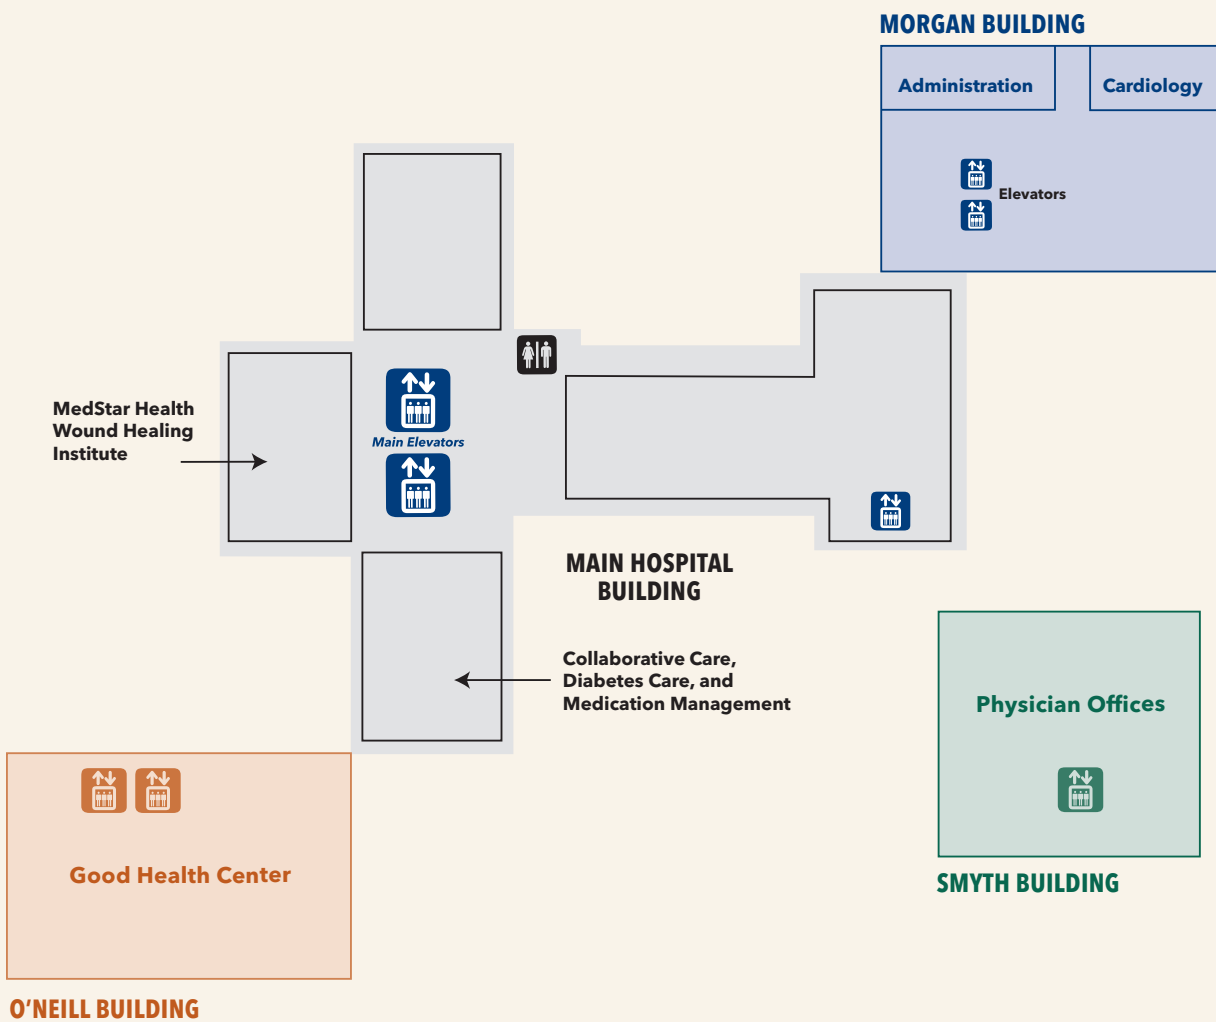 MORGAN BUILDING
Administration
Cardiology
Elevators
MedStar Health
Wound Healing
Institute
Main Elevators
MAIN HOSPITAL
BUILDING
Collaborative Care,
Diabetes Care, and
Medication Management
Physician Offices
SMYTH BUILDING
Good Health Center
O’NEILL BUILDING